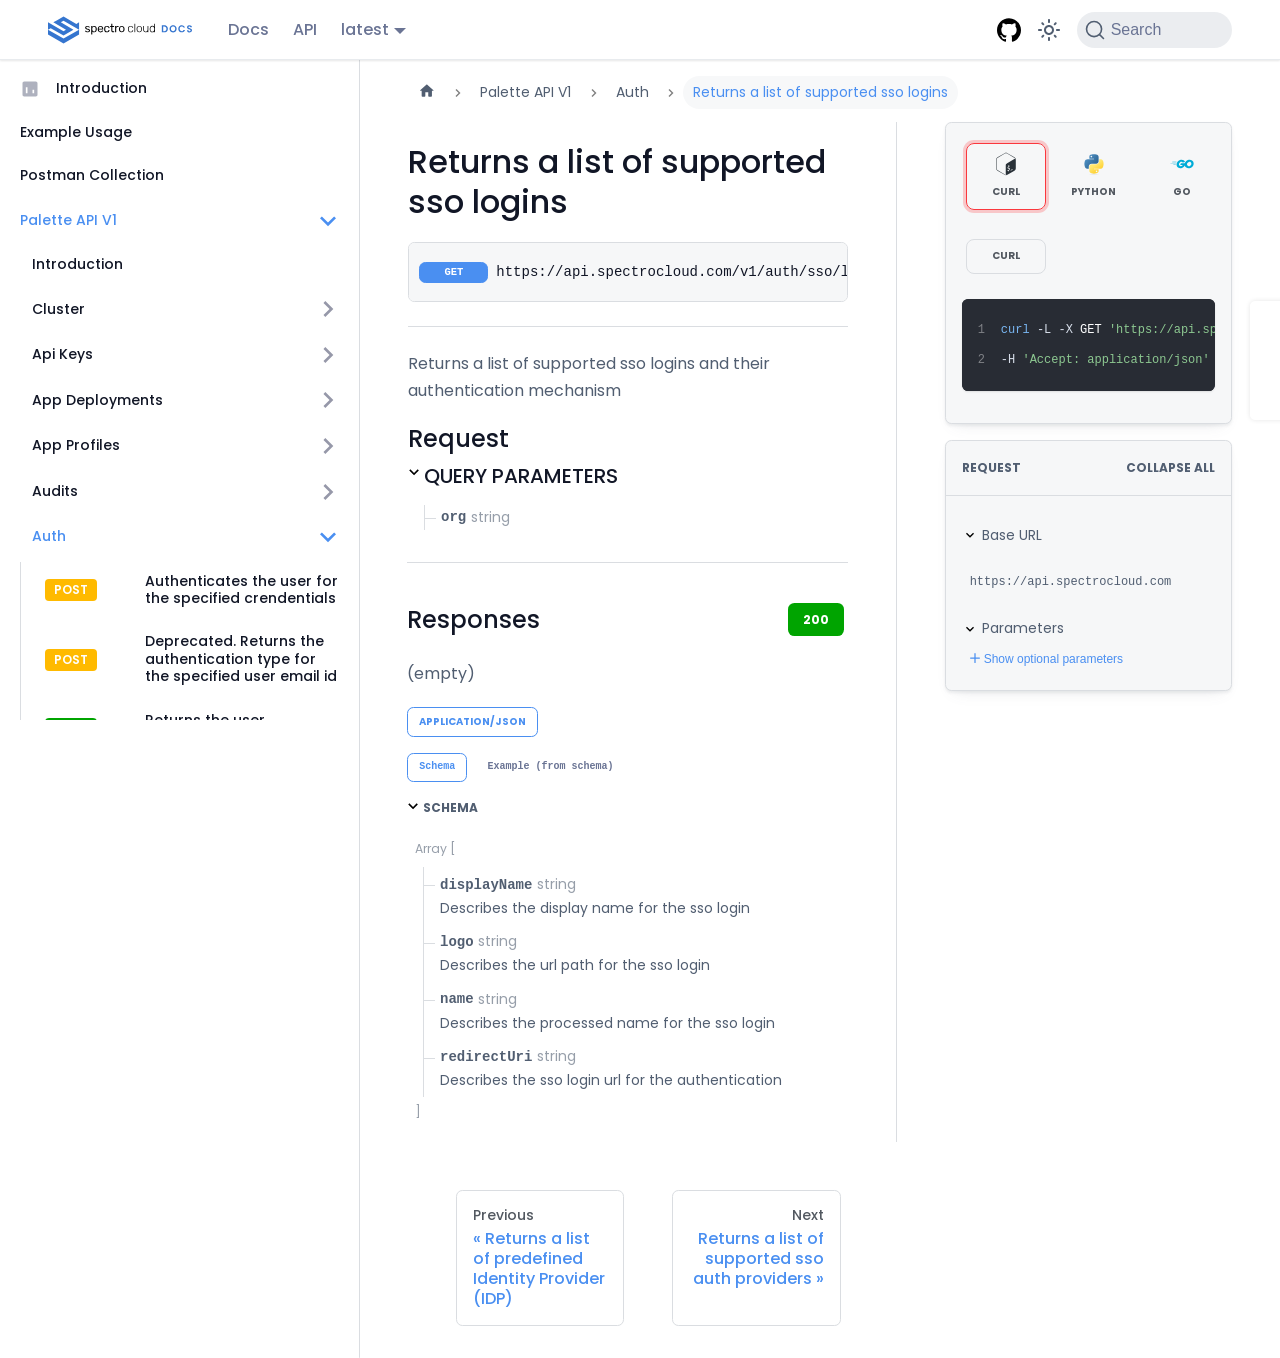 spectro cloud DOCS
Docs
API
latest
Search
Introduction
Example Usage
Postman Collection
Palette API V1
Introduction
Cluster
Api Keys
App Deployments
App Profiles
Audits
Auth
POST
Authenticates the user for
the specified crendentials
POST
Deprecated. Returns the
authentication type for
the specified user email id
Returns the user
Palette API V1
Auth
Returns a list of supported sso logins
Returns a list of supported
sso logins
GET https://api.spectrocloud.com/v1/auth/sso/l
Returns a list of supported sso logins and their
authentication mechanism
Request
QUERY PARAMETERS
org string
Responses
200
(empty)
APPLICATION/JSON
Schema
Example (from schema)
SCHEMA
Array [
displayName string
Describes the display name for the sso login
logo string
Describes the url path for the sso login
name string
Describes the processed name for the sso login
redirectUri string
Describes the sso login url for the authentication
]
Previous
« Returns a list
of predefined
Identity Provider
(IDP)
Next
Returns a list of
supported sso
auth providers »
CURL
PYTHON
GO
CURL
1 curl -L -X GET 'https://api.sp
2 -H 'Accept: application/json'
REQUEST
COLLAPSE ALL
Base URL
https://api.spectrocloud.com
Parameters
+ Show optional parameters